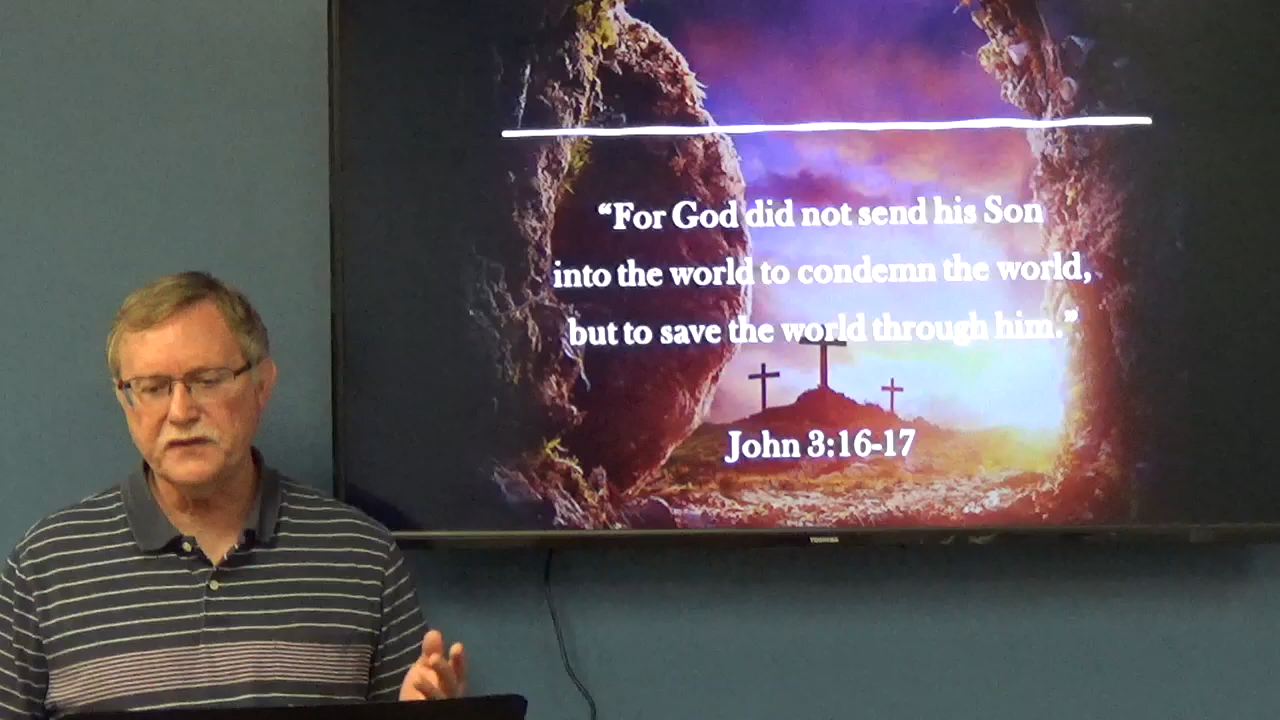 “For God did not send his Son
into the world to condemn the world,
but to save the world through him.”
John 3:16-17
TOSHIBA